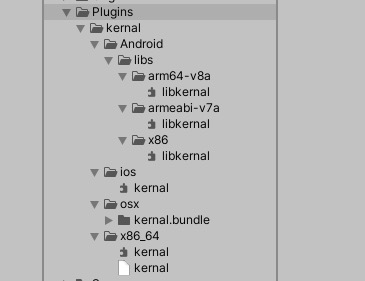 Plugins
kernal
Android
libs
arm64-v8a
libkernal
armeabi-v7a
libkernal
x86
libkernal
ios
kernal
osx
kernal.bundle
x86_64
kernal
kernal